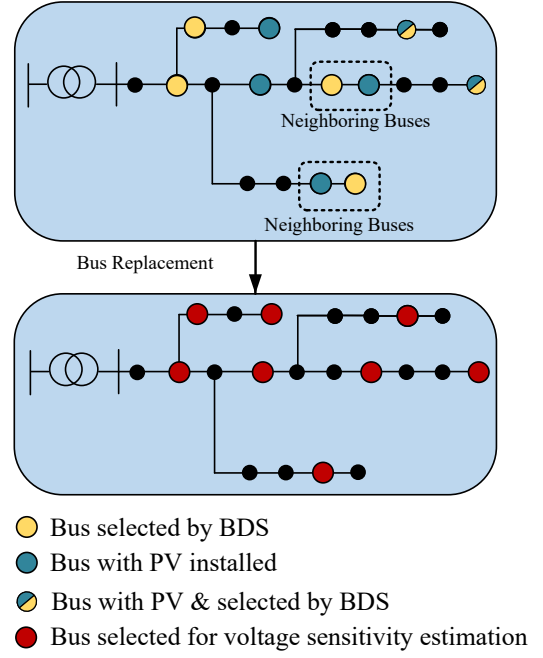 Neighboring Buses
Neighboring Buses
Bus Replacement
Bus selected by BDS
Bus with PV installed
Bus with PV & selected by BDS
Bus selected for voltage sensitivity estimation